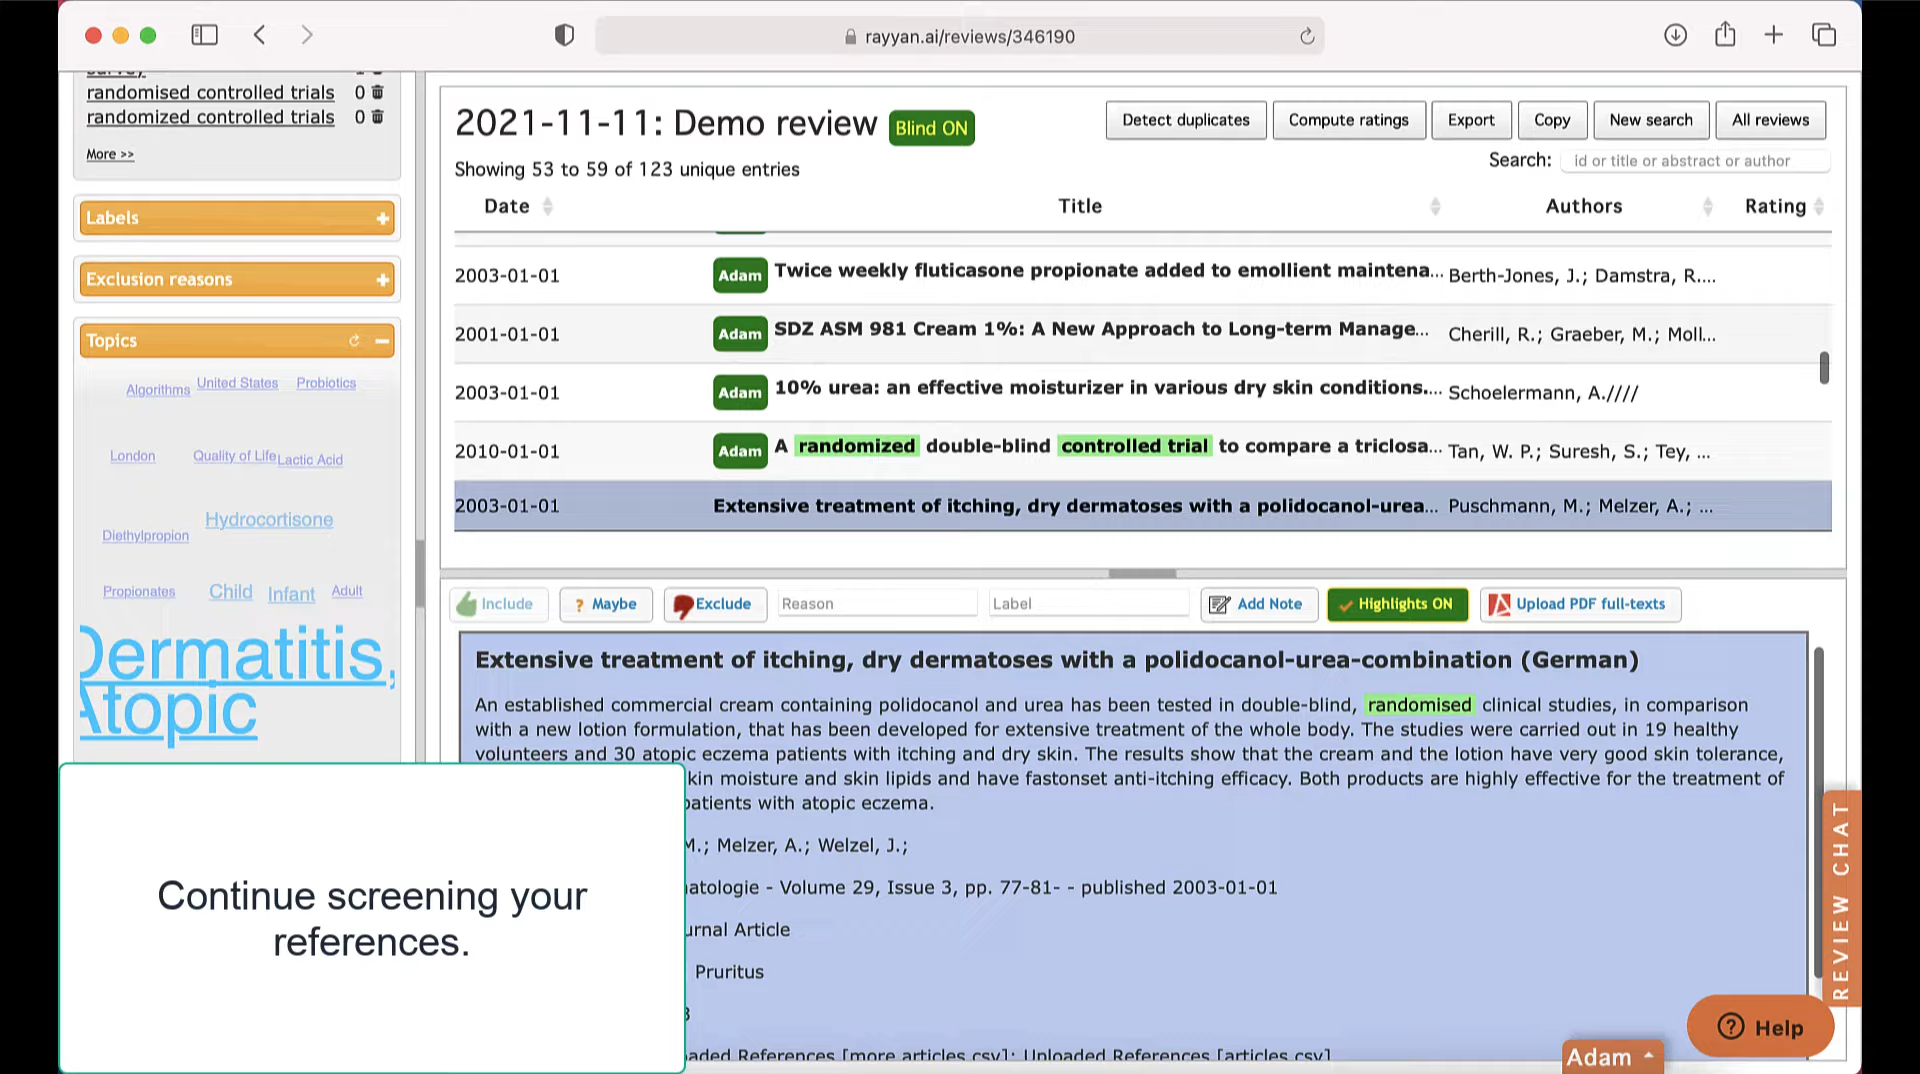 rayyan.ai/reviews/346190
survey
randomised controlled trials 0
randomized controlled trials 0
More >>
Labels
Exclusion reasons
Topics
Algorithms United States Probiotics
London Quality of Life Lactic Acid
Hydrocortisone
Diethylpropion
Propionates Child Infant Adult
Dermatitis,
Atopic
2021-11-11: Demo review Blind ON
Detect duplicates Compute ratings Export Copy New search All reviews
Showing 53 to 59 of 123 unique entries
Search: id or title or abstract or author
Date Title Authors Rating
2003-01-01 Adam Twice weekly fluticasone propionate added to emollient maintena... Berth-Jones, J.; Damstra, R....
2001-01-01 Adam SDZ ASM 981 Cream 1%: A New Approach to Long-term Manage... Cherill, R.; Graeber, M.; Moll...
2003-01-01 Adam 10% urea: an effective moisturizer in various dry skin conditions.... Schoelermann, A.////
2010-01-01 Adam A randomized double-blind controlled trial to compare a triclosa... Tan, W. P.; Suresh, S.; Tey, ...
2003-01-01 Extensive treatment of itching, dry dermatoses with a polidocanol-urea... Puschmann, M.; Melzer, A.; ...
Include ? Maybe Exclude Reason Label Add Note Highlights ON Upload PDF full-texts
Extensive treatment of itching, dry dermatoses with a polidocanol-urea-combination (German)
An established commercial cream containing polidocanol and urea has been tested in double-blind, randomised clinical studies, in comparison
with a new lotion formulation, that has been developed for extensive treatment of the whole body. The studies were carried out in 19 healthy
volunteers and 30 atopic eczema patients with itching and dry skin. The results show that the cream and the lotion have very good skin tolerance,
kin moisture and skin lipids and have fastonset anti-itching efficacy. Both products are highly effective for the treatment of
patients with atopic eczema.
M.; Melzer, A.; Welzel, J.;
atologie - Volume 29, Issue 3, pp. 77-81- - published 2003-01-01
urnal Article
Pruritus
aded References [more articles.csv]; Uploaded References [articles.csv]
Continue screening your
references.
REVIEW CHAT
Help
Adam